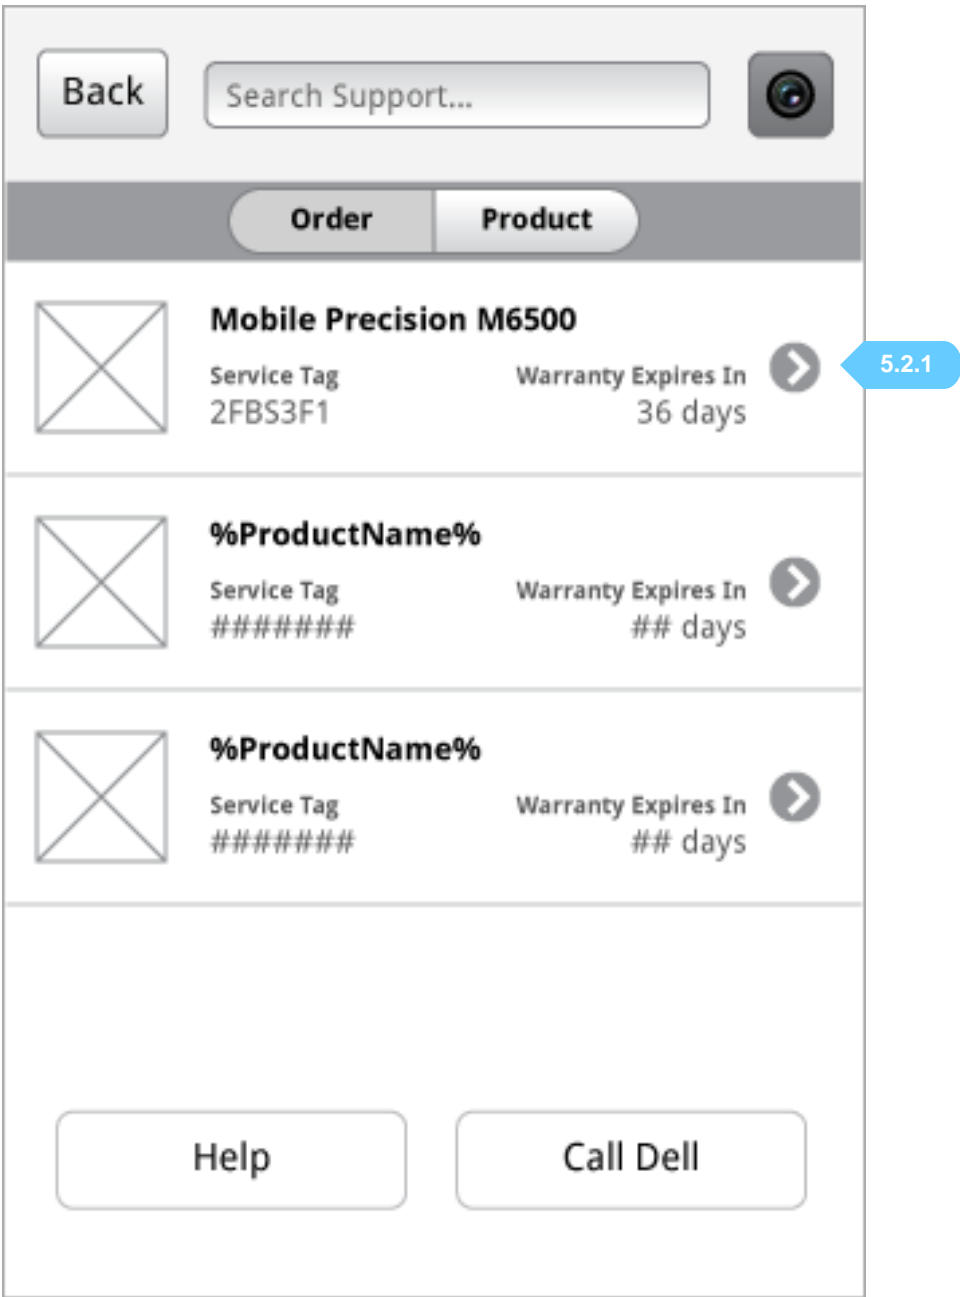 Back
Search Support...
Order
Product
Mobile Precision M6500
Service Tag
Warranty Expires In
2FBS3F1
36 days
5.2.1
%ProductName%
Service Tag
Warranty Expires In
#######
## days
%ProductName%
Service Tag
Warranty Expires In
#######
## days
Help
Call Dell